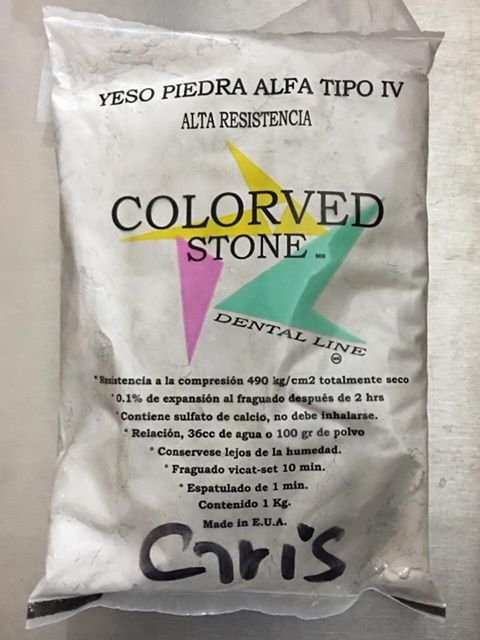 YESO PIEDRA ALFA TIPO IV
ALTA RESISTENCIA
COLORVED
STONE
DENTAL LINE
*Resistencia a la compresión 490 kg/cm2 totalmente seco
°0.1% de expansión al fraguado después de 2 hrs
°Contiene sulfato de calcio, no debe inhalarse.
° Relación, 36cc de agua o 100 gr de polvo
° Conservese lejos de la humedad.
° Fraguado vicat-set 10 min.
° Espatulado de 1 min.
Contenido 1 Kg.
Made in E.U.A.
Chris